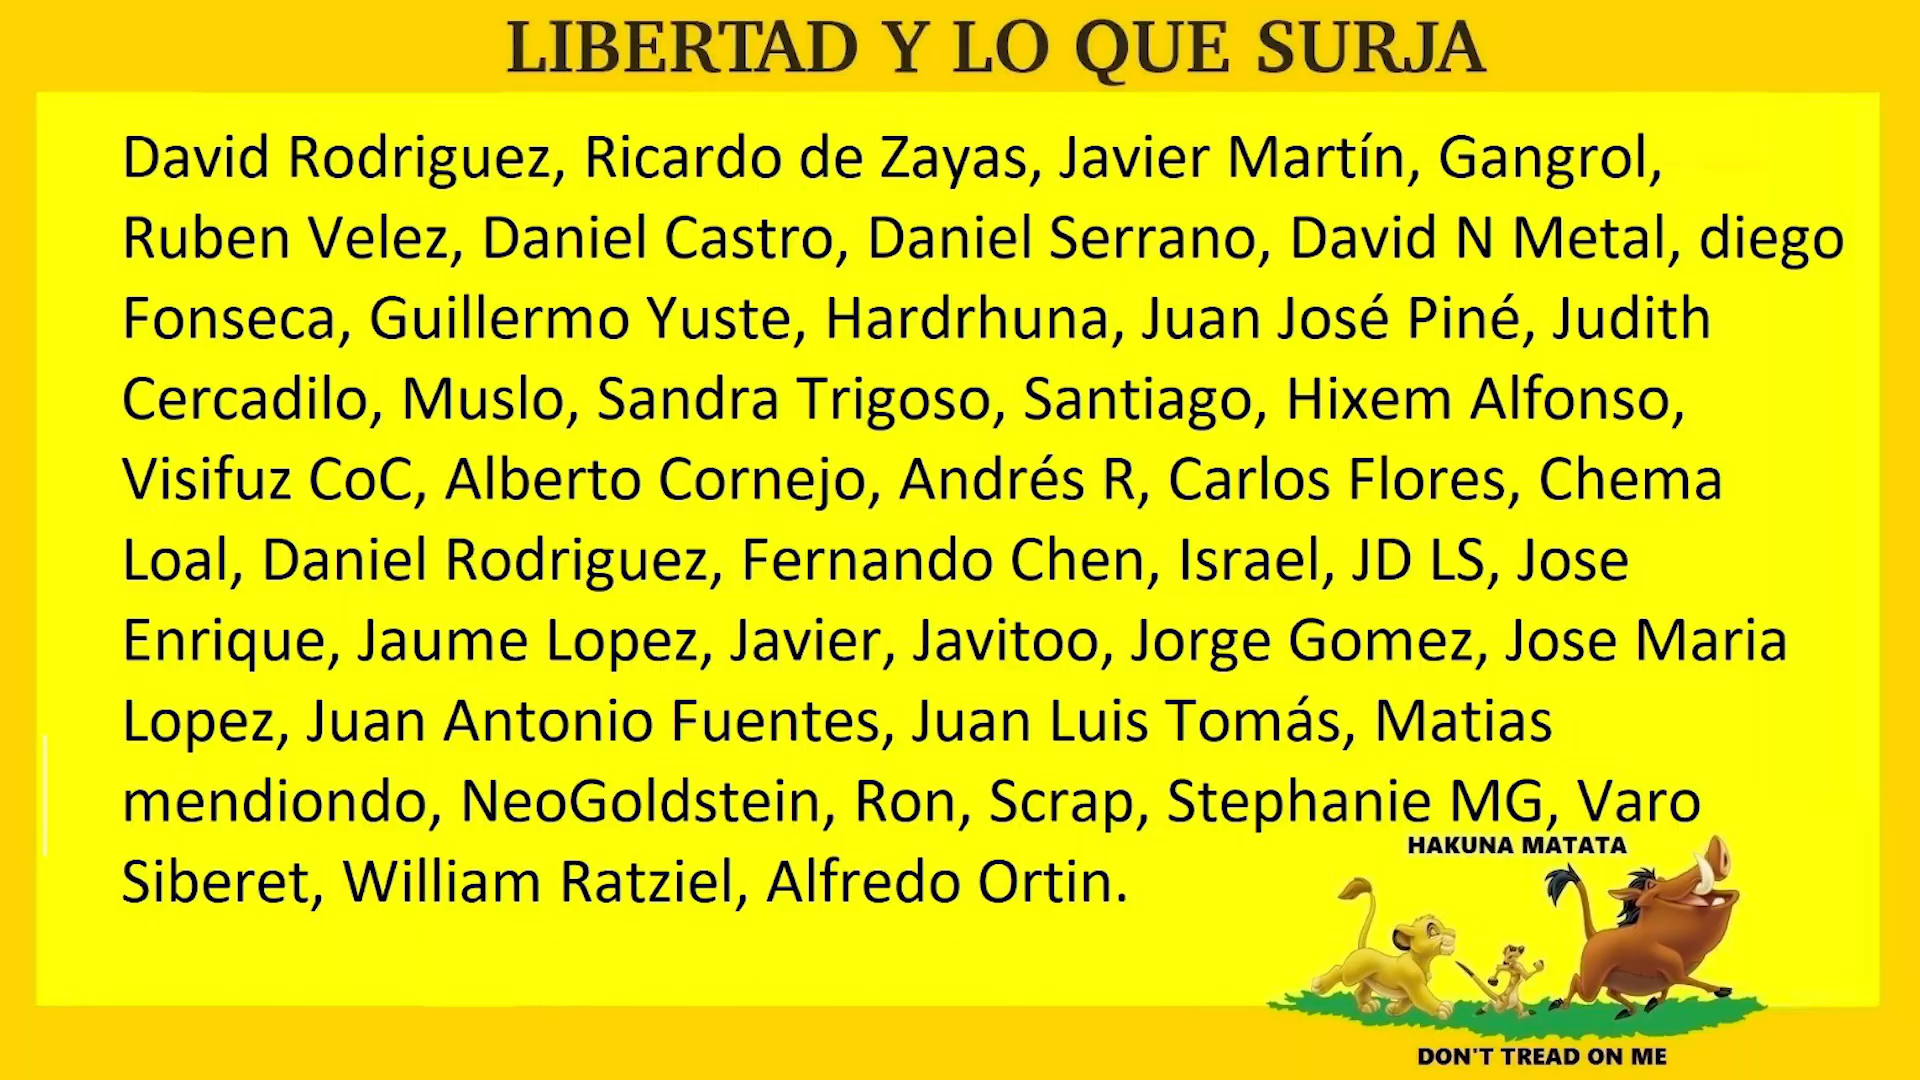 LIBERTAD Y LO QUE SURJA
David Rodriguez, Ricardo de Zayas, Javier Martín, Gangrol,
Ruben Velez, Daniel Castro, Daniel Serrano, David N Metal, diego
Fonseca, Guillermo Yuste, Hardrhuna, Juan José Piné, Judith
Cercadilo, Muslo, Sandra Trigoso, Santiago, Hixem Alfonso,
Visifuz CoC, Alberto Cornejo, Andrés R, Carlos Flores, Chema
Loal, Daniel Rodriguez, Fernando Chen, Israel, JD LS, Jose
Enrique, Jaume Lopez, Javier, Javitoo, Jorge Gomez, Jose Maria
Lopez, Juan Antonio Fuentes, Juan Luis Tomás, Matias
mendiondo, NeoGoldstein, Ron, Scrap, Stephanie MG, Varo
Siberet, William Ratziel, Alfredo Ortin.
HAKUNA MATATA
DON'T TREAD ON ME